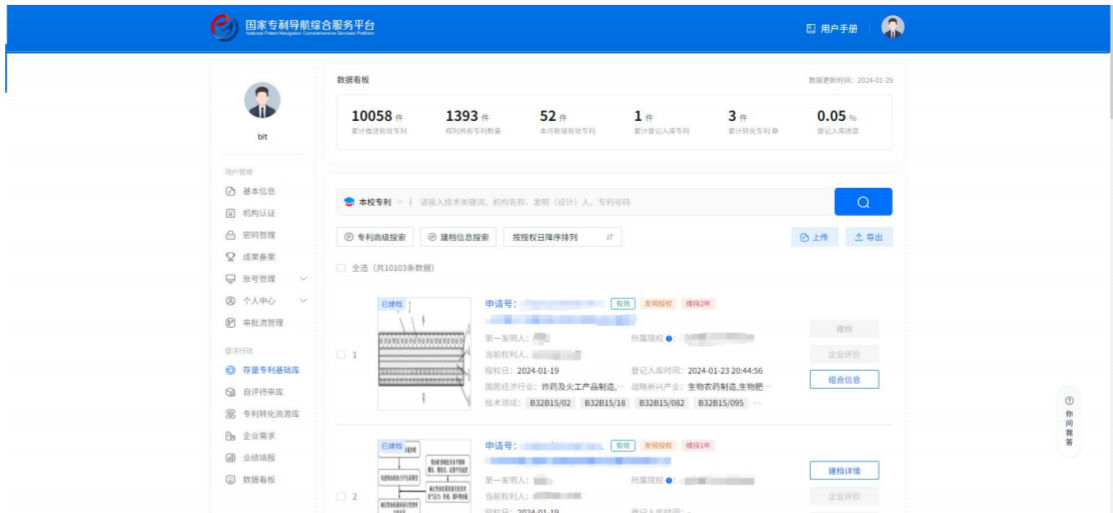 国家专利导航综合服务平台
National Patent Navigation Comprehensive Services Platform
用户手册
bit
用户管理
基本信息
机构认证
密码管理
成果备案
账号管理
个人中心
审批流管理
盘活行动
存量专利基础库
自评待审库
专利转化资源库
企业需求
业绩填报
数据看板
数据看板
数据更新时间：2024-01-29
10058 件
累计推送有效专利
1393 件
权利共有专利数量
52 件
本月新增有效专利
1 件
累计登记入库专利
3 件
累计转化专利
0.05 %
登记入库进度
本校专利
请输入技术关键词、机构名称、发明（设计）人、专利号码
专利高级搜索
建档信息搜索
按授权日降序排列
上传
导出
全选（共10103条数据）
1
已建档
申请号：
有效
发明授权
维持2年
第一发明人：
所属院校
当前权利人：
授权日：2024-01-19
登记入库时间：2024-01-23 20:44:56
国民经济行业：炸药及火工产品制造,…
战略新兴产业：生物农药制造,生物肥…
技术领域：B32B15/02 B32B15/18 B32B15/082 B32B15/095 …
建档
企业评价
组合信息
2
已建档
申请号：
有效
发明授权
维持1年
第一发明人：
所属院校
当前权利人：
授权日：2024-01-19
登记入库时间：-
建档详情
企业评价
你问我答